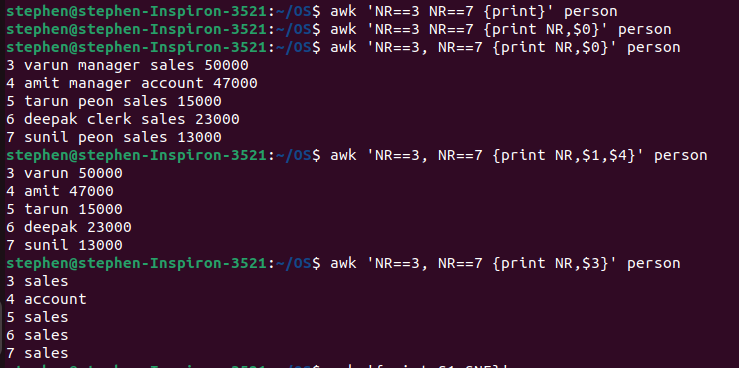 stephen@stephen-Inspiron-3521:~/OS$ awk 'NR==3 NR==7 {print}' person
stephen@stephen-Inspiron-3521:~/OS$ awk 'NR==3 NR==7 {print NR,$0}' person
stephen@stephen-Inspiron-3521:~/OS$ awk 'NR==3, NR==7 {print NR,$0}' person
3 varun manager sales 50000
4 amit manager account 47000
5 tarun peon sales 15000
6 deepak clerk sales 23000
7 sunil peon sales 13000
stephen@stephen-Inspiron-3521:~/OS$ awk 'NR==3, NR==7 {print NR,$1,$4}' person
3 varun 50000
4 amit 47000
5 tarun 15000
6 deepak 23000
7 sunil 13000
stephen@stephen-Inspiron-3521:~/OS$ awk 'NR==3, NR==7 {print NR,$3}' person
3 sales
4 account
5 sales
6 sales
7 sales